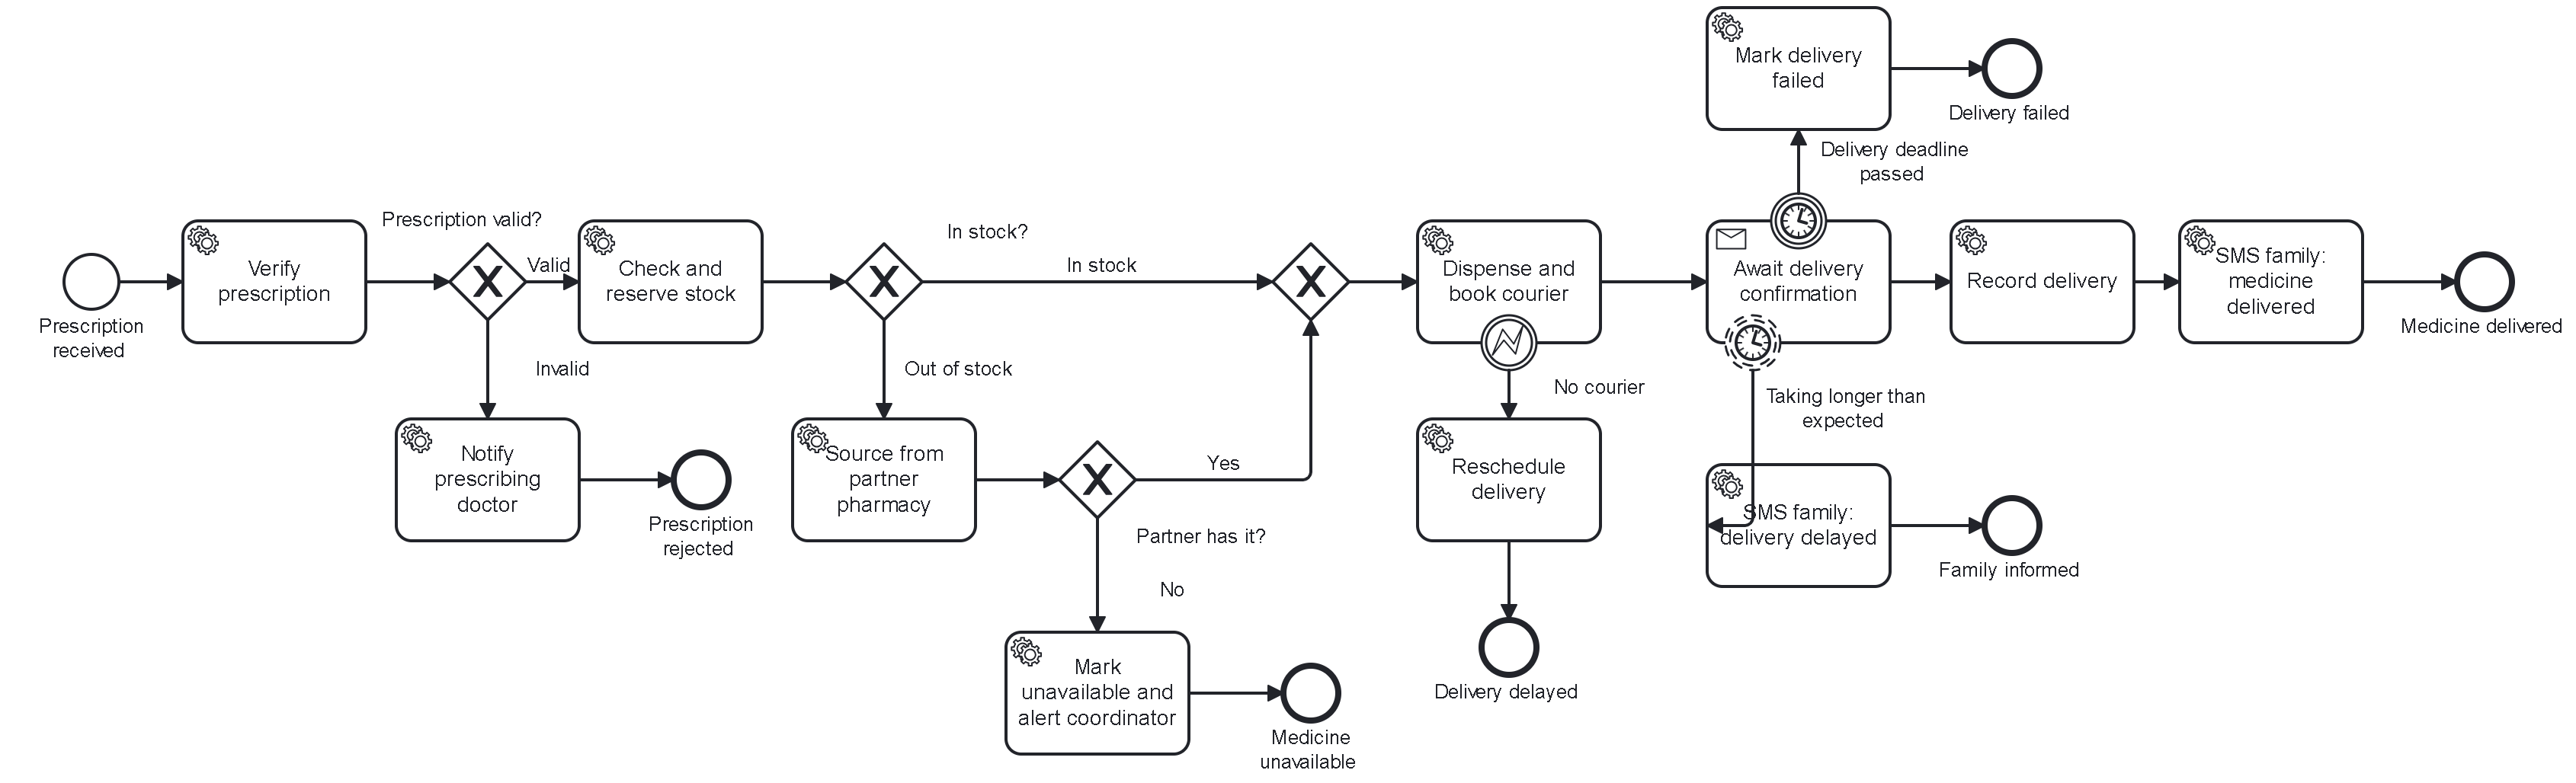 Mark delivery
failed
Delivery failed
Delivery deadline
passed
Prescription
received
Verify
prescription
Prescription valid?
Valid
Invalid
Check and
reserve stock
In stock?
In stock
Out of stock
Dispense and
book courier
No courier
Await delivery
confirmation
Taking longer than
expected
Record delivery
SMS family:
medicine
delivered
Medicine delivered
Notify
prescribing
doctor
Prescription
rejected
Source from
partner
pharmacy
Yes
Partner has it?
No
Reschedule
delivery
Delivery delayed
SMS family:
delivery delayed
Family informed
Mark
unavailable and
alert coordinator
Medicine
unavailable